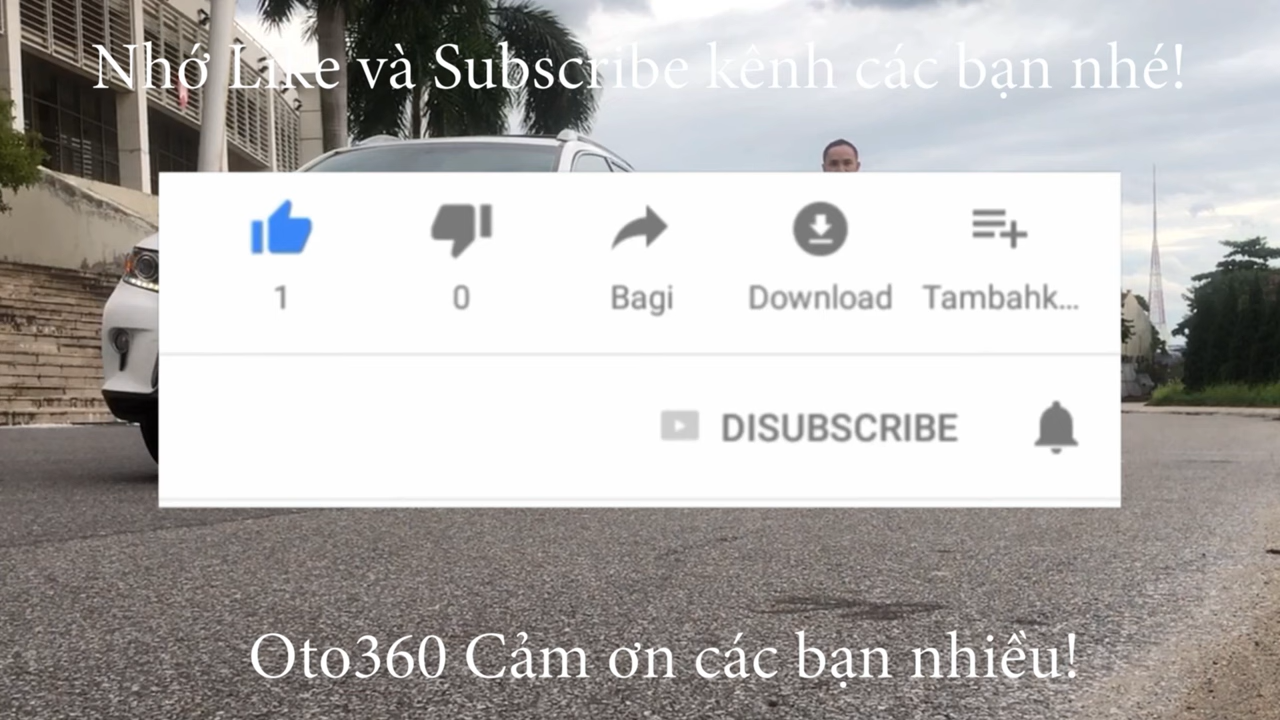 Nhớ Like và Subscribe kênh các bạn nhé!
1 0 Bagi Download Tambahk...
DISUBSCRIBE
Oto360 Cảm ơn các bạn nhiều!